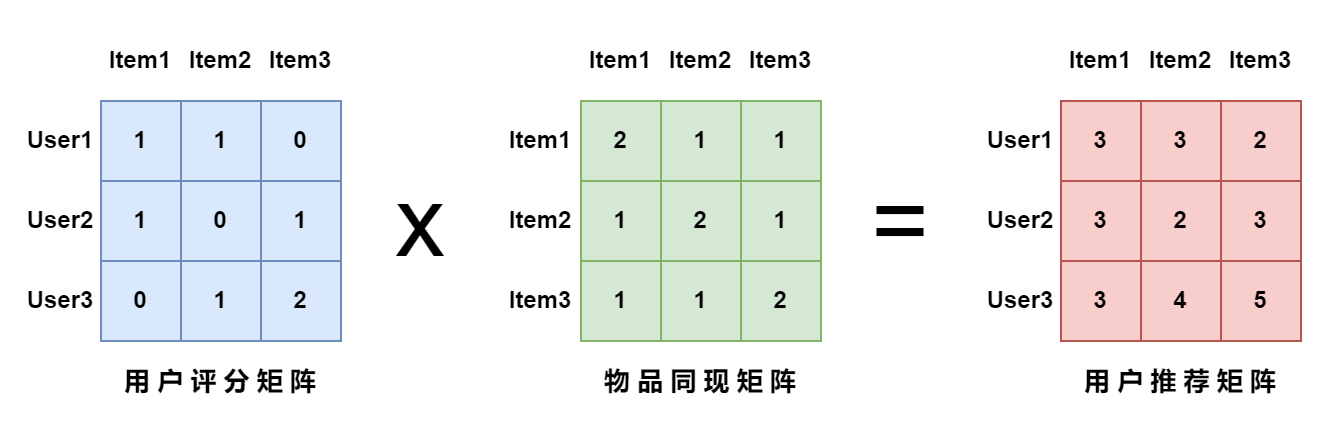 Item1 Item2 Item3 Item1 Item2 Item3 Item1 Item2 Item3
User1 1 1 0 Item1 2 1 1 User1 3 3 2
User2 1 0 1 Item2 1 2 1 User2 3 2 3
X =
User3 0 1 2 Item3 1 1 2 User3 3 4 5
用户评分矩阵 物品同现矩阵 用户推荐矩阵